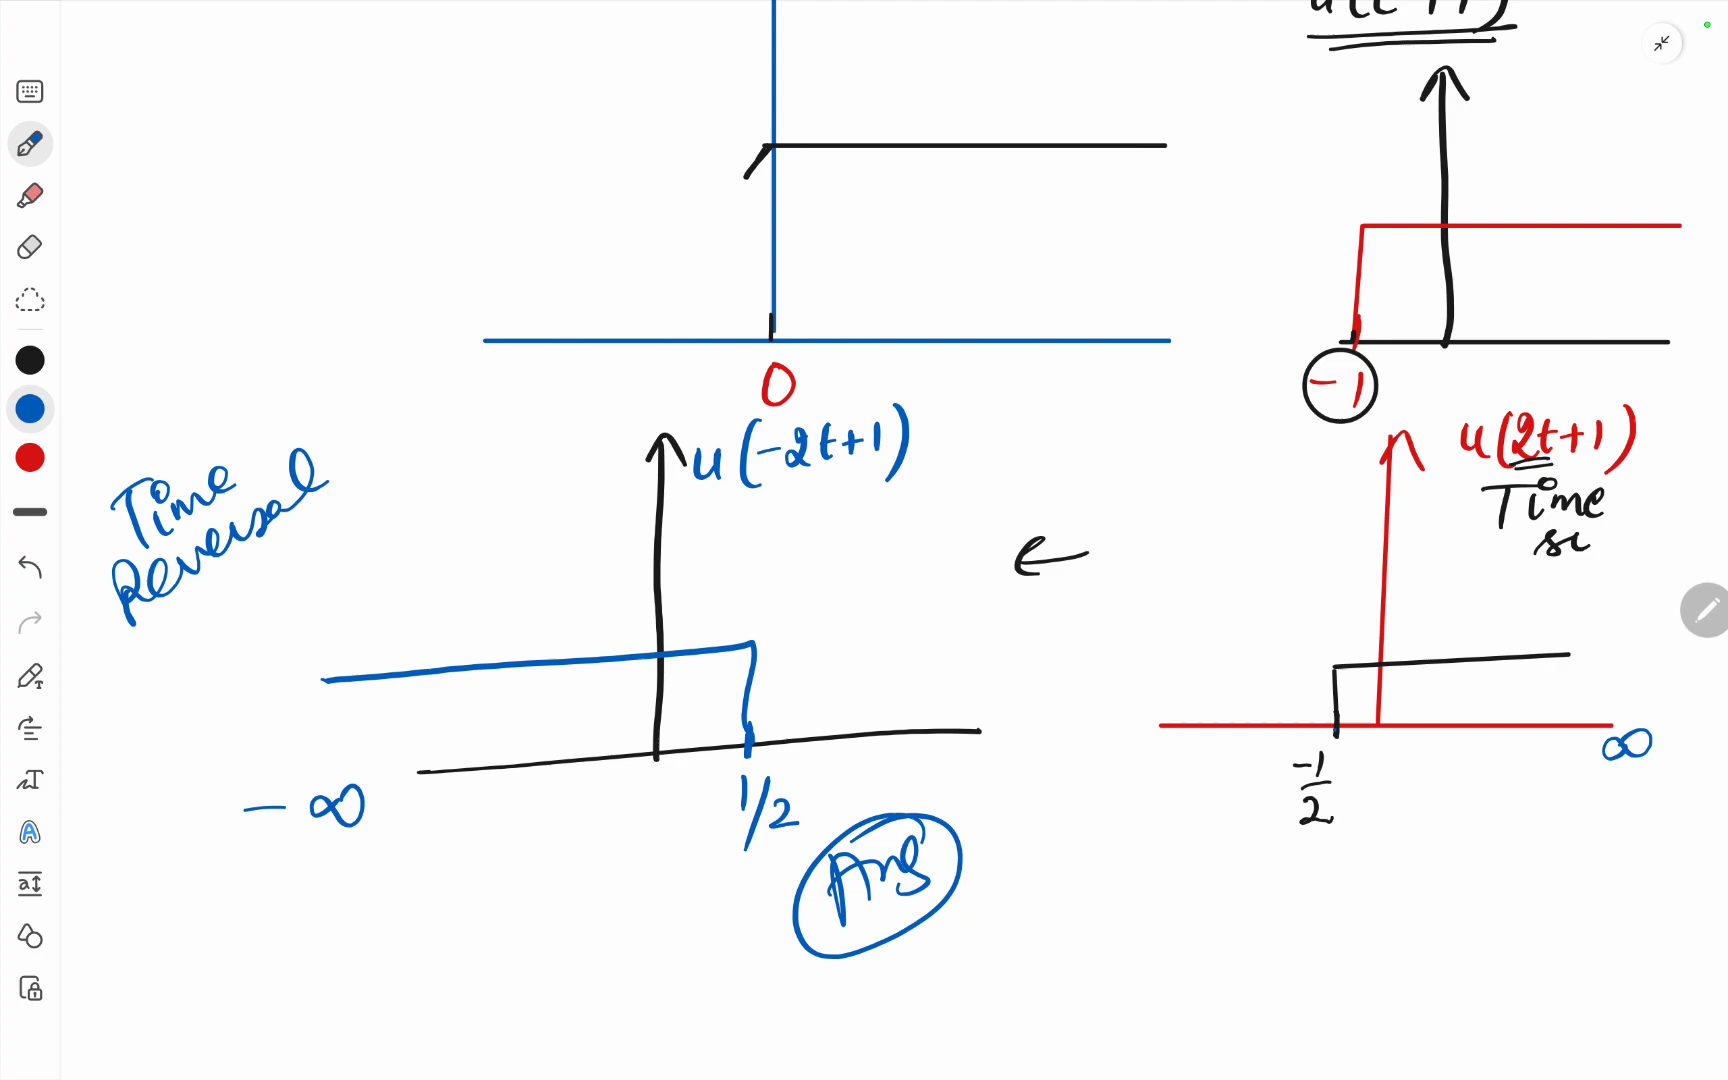 0
-1
u(-2t+1)
u(2t+1)
Time
Time
Reversal
sc
∞
-1/2
- ∞
1/2
Ans